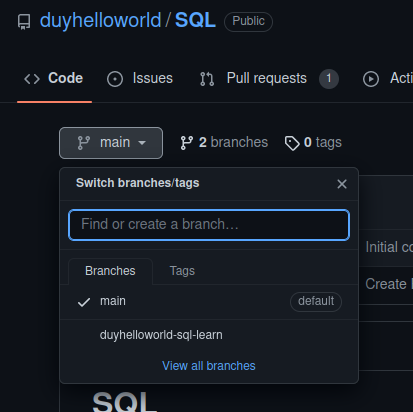 duyhelloworld / SQL Public
Code Issues Pull requests 1
main 2 branches 0 tags
Switch branches/tags
Find or create a branch...
Branches Tags
Initial
main default
Create
duyhelloworld-sql-learn
View all branches
SQL